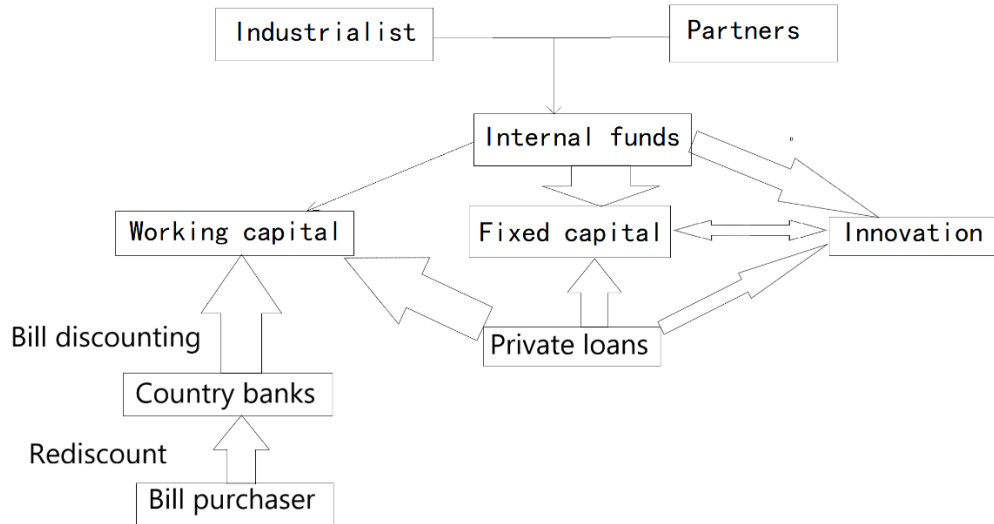 Industrialist
Partners
Internal funds
Working capital
Fixed capital
Innovation
Bill discounting
Private loans
Country banks
Rediscount
Bill purchaser